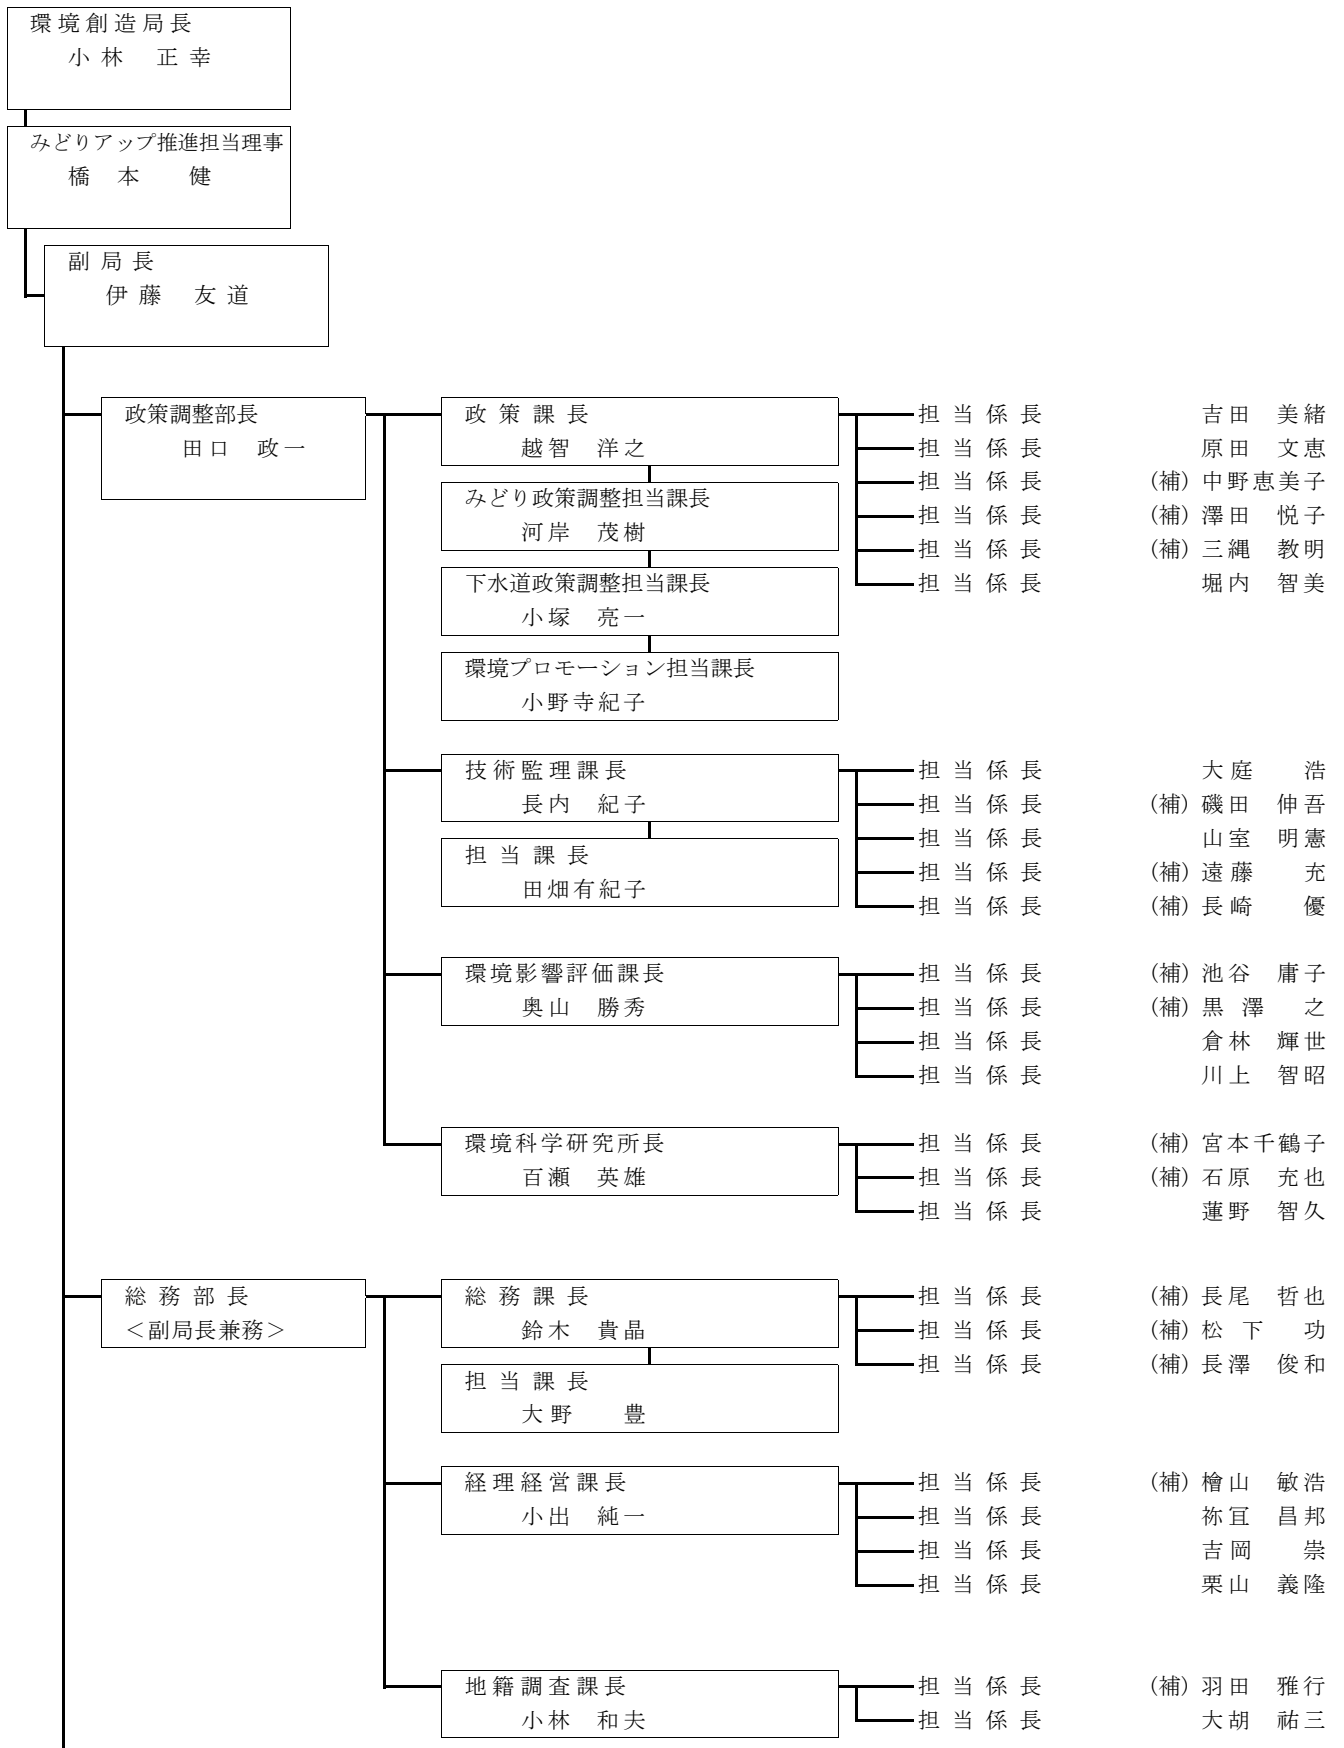 環境創造局長
小林　正幸
みどりアップ推進担当理事
橋本　健
副局長
伊藤　友道
政策調整部長
田口　政一
政策課長
越智　洋之
担当係長　吉田　美緒
担当係長　原田　文恵
担当係長　(補) 中野恵美子
担当係長　(補) 澤田　悦子
担当係長　(補) 三縄　教明
担当係長　堀内　智美
みどり政策調整担当課長
河岸　茂樹
下水道政策調整担当課長
小塚　亮一
環境プロモーション担当課長
小野寺紀子
技術監理課長
長内　紀子
担当係長　大庭　浩
担当係長　(補) 磯田　伸吾
担当係長　山室　明憲
担当係長　(補) 遠藤　充
担当係長　(補) 長崎　優
担当課長
田畑有紀子
環境影響評価課長
奥山　勝秀
担当係長　(補) 池谷　庸子
担当係長　(補) 黒澤　之
担当係長　倉林　輝世
担当係長　川上　智昭
環境科学研究所長
百瀬　英雄
担当係長　(補) 宮本千鶴子
担当係長　(補) 石原　充也
担当係長　蓮野　智久
総務部長
＜副局長兼務＞
総務課長
鈴木　貴晶
担当係長　(補) 長尾　哲也
担当係長　(補) 松下　功
担当係長　(補) 長澤　俊和
担当課長
大野　豊
経理経営課長
小出　純一
担当係長　(補) 檜山　敏浩
担当係長　祢冝　昌邦
担当係長　吉岡　崇
担当係長　栗山　義隆
地籍調査課長
小林　和夫
担当係長　(補) 羽田　雅行
担当係長　大胡　祐三